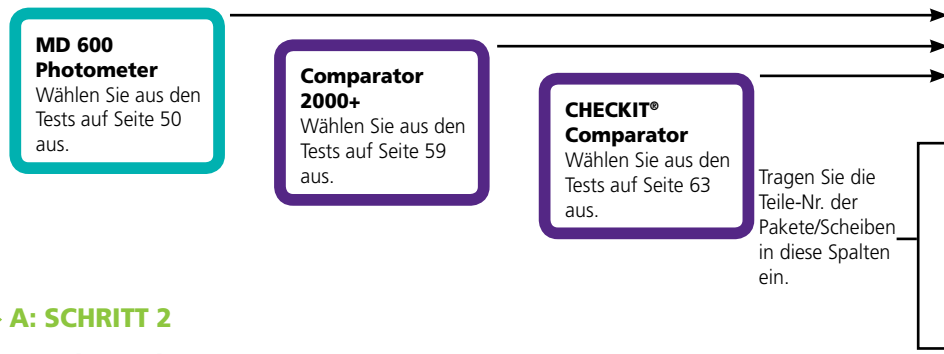 MD 600
Photometer
Wählen Sie aus den
Tests auf Seite 50
aus.
Comparator
2000+
Wählen Sie aus den
Tests auf Seite 59
aus.
CHECKIT®
Comparator
Wählen Sie aus den
Tests auf Seite 63
aus.
Tragen Sie die
Teile-Nr. der
Pakete/Scheiben
in diese Spalten
ein.
A: SCHRITT 2